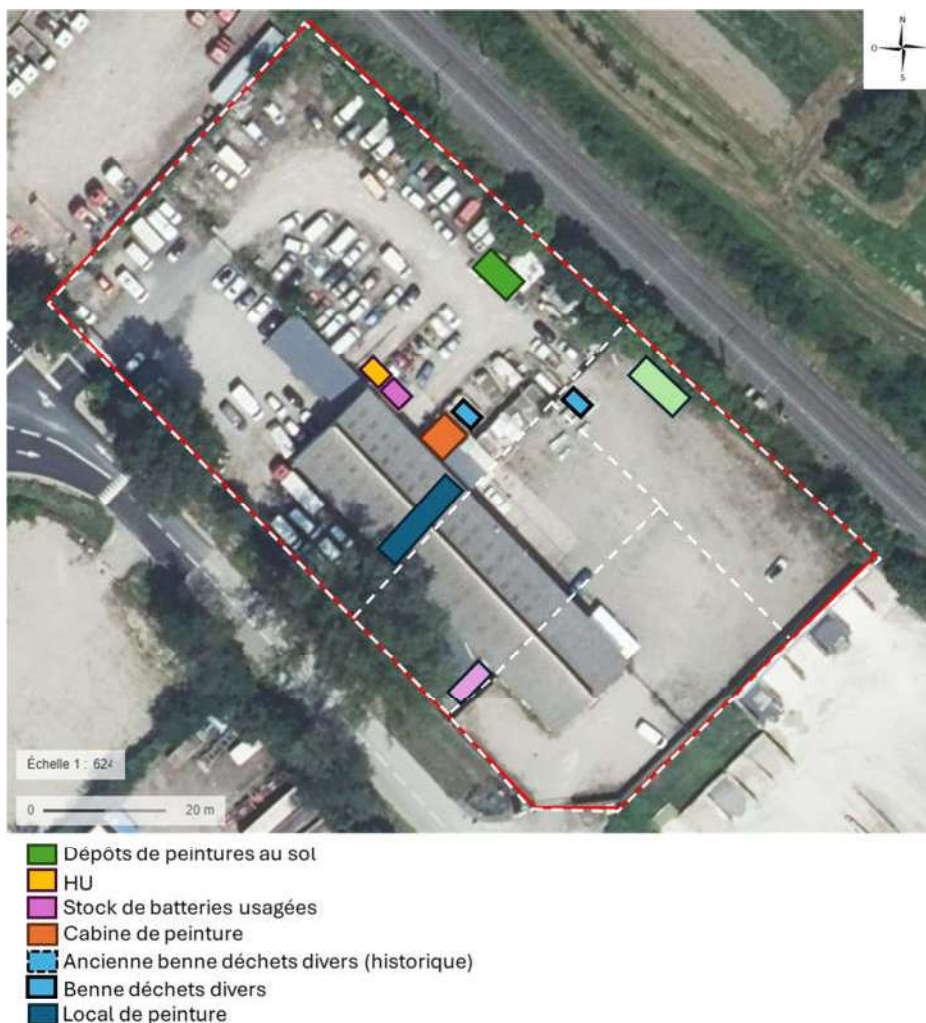 N
O
S
Échelle 1 : 624
0 20 m
Dépôts de peintures au sol
HU
Stock de batteries usagées
Cabine de peinture
Ancienne benne déchets divers (historique)
Benne déchets divers
Local de peinture